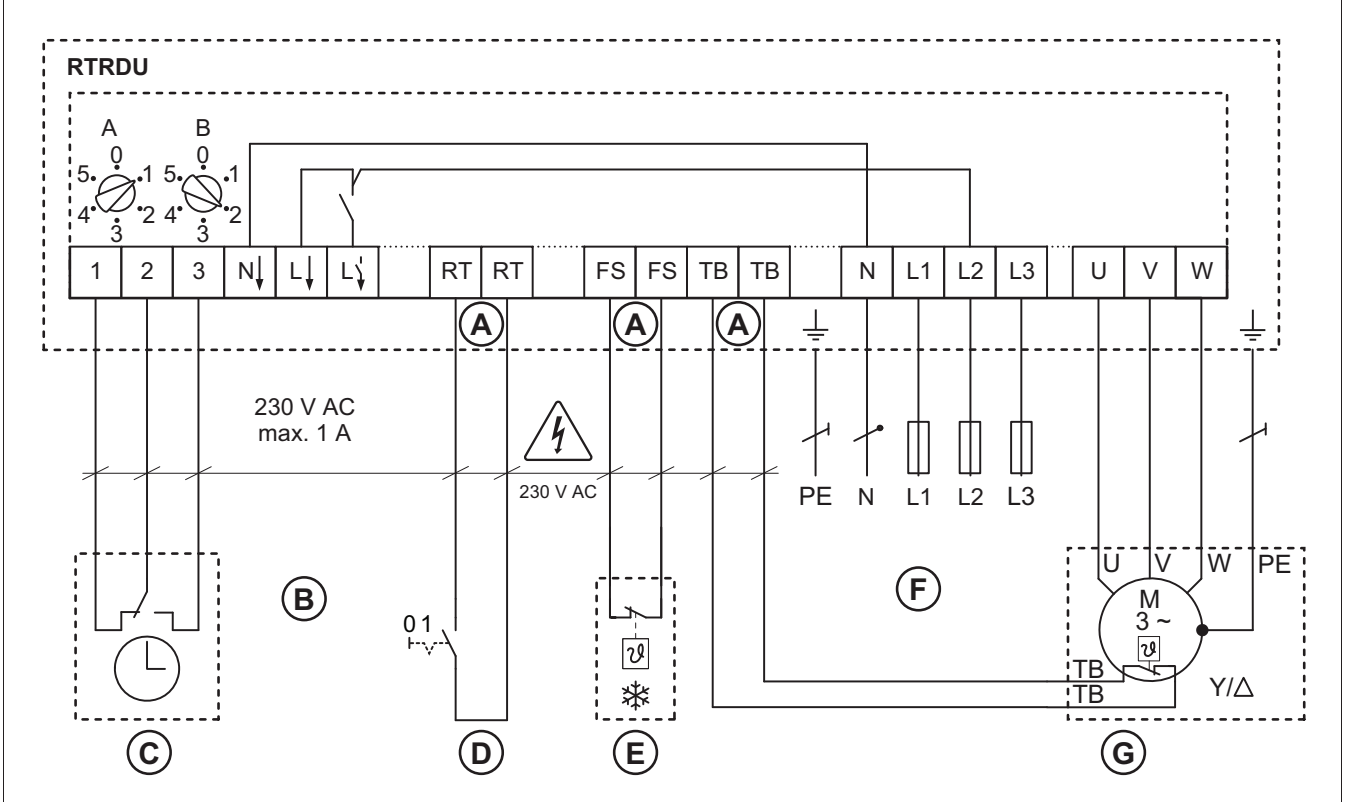 RTRDU
A B
0 0
5 1 5 1
4 2 4 2
3 3
1 2 3 N L L RT RT FS FS TB TB N L1 L2 L3 U V W
A A A
230 V AC
max. 1 A
230 V AC
PE N L1 L2 L3
U V W PE
B
F
M
3 ~
0 1
ϑ ϑ
TB
TB
Y/△
C D E G